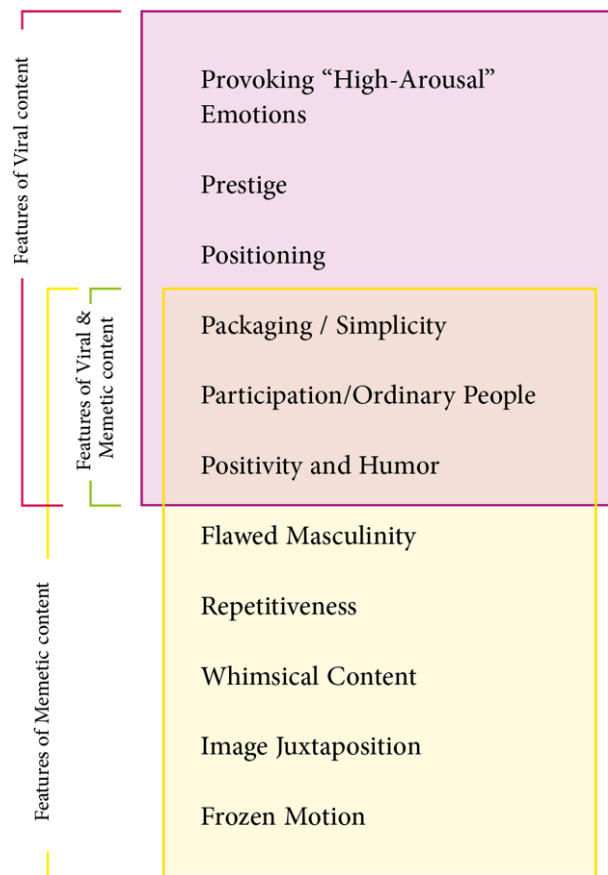 Features of Viral content
Provoking “High-Arousal”
Emotions
Prestige
Positioning
Features of Viral &
Memetic content
Packaging / Simplicity
Participation/Ordinary People
Positivity and Humor
Features of Memetic content
Flawed Masculinity
Repetitiveness
Whimsical Content
Image Juxtaposition
Frozen Motion